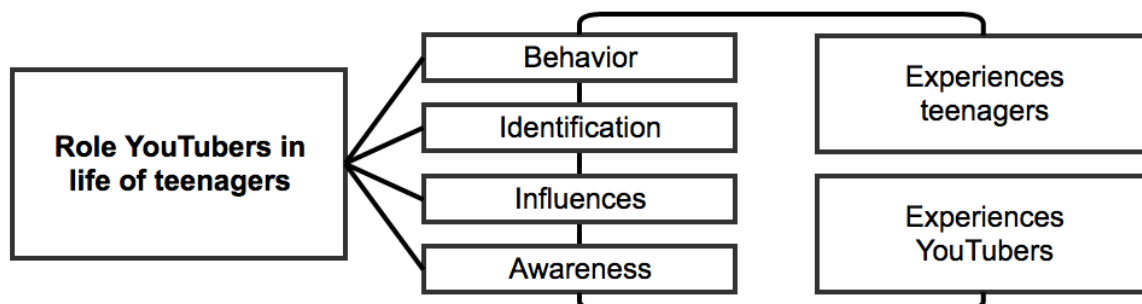 Role YouTubers in
life of teenagers
Behavior
Identification
Influences
Awareness
Experiences
teenagers
Experiences
YouTubers